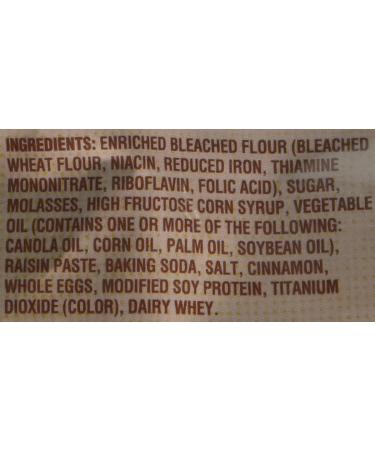 INGREDIENTS: ENRICHED BLEACHED FLOUR (BLEACHED
WHEAT FLOUR, NIACIN, REDUCED IRON, THIAMINE
MONONITRATE, RIBOFLAVIN, FOLIC ACID), SUGAR,
MOLASSES, HIGH FRUCTOSE CORN SYRUP, VEGETABLE
OIL (CONTAINS ONE OR MORE OF THE FOLLOWING:
CANOLA OIL, CORN OIL, PALM OIL, SOYBEAN OIL),
RAISIN PASTE, BAKING SODA, SALT, CINNAMON,
WHOLE EGGS, MODIFIED SOY PROTEIN, TITANIUM
DIOXIDE (COLOR), DAIRY WHEY.